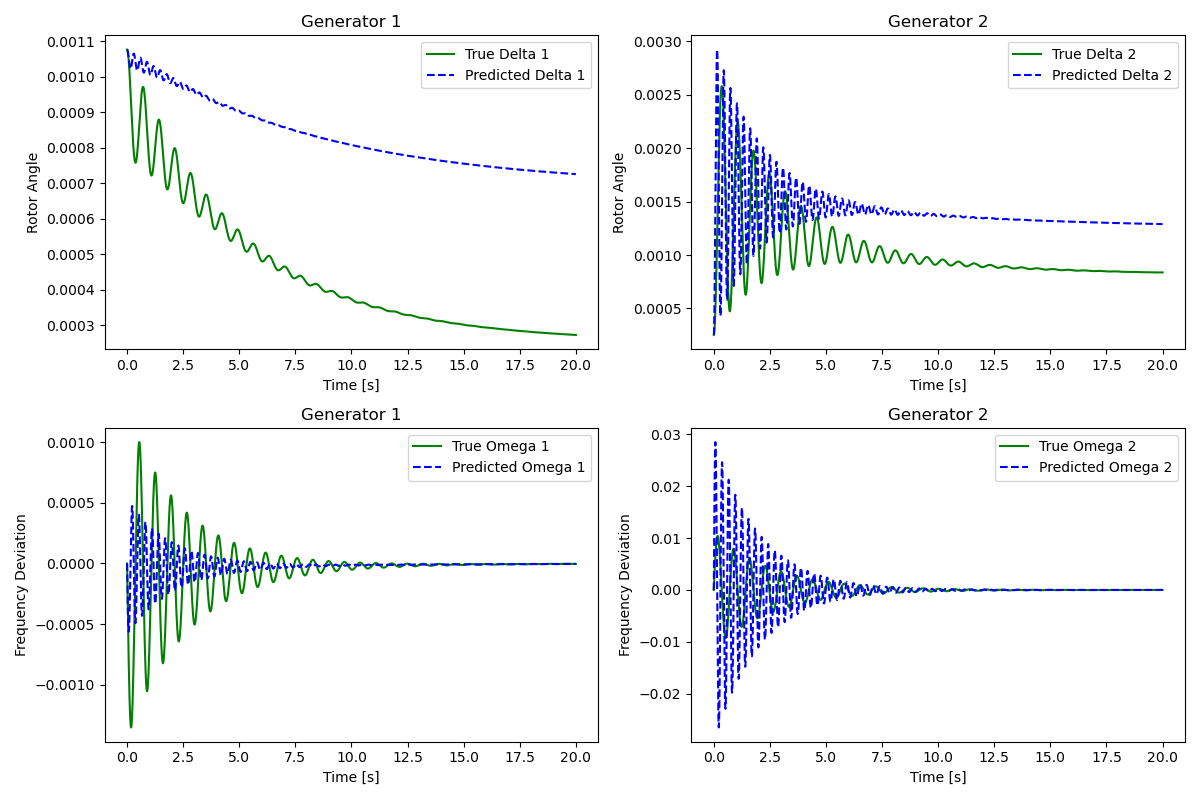 Generator 1
0.0011
0.0010
0.0009
0.0008
0.0007
0.0006
0.0005
0.0004
0.0003
Rotor Angle
True Delta 1
Predicted Delta 1
0.0 2.5 5.0 7.5 10.0 12.5 15.0 17.5 20.0
Time [s]
Generator 2
0.0030
0.0025
0.0020
0.0015
0.0010
0.0005
Rotor Angle
True Delta 2
Predicted Delta 2
0.0 2.5 5.0 7.5 10.0 12.5 15.0 17.5 20.0
Time [s]
Generator 1
0.0010
0.0005
0.0000
−0.0005
−0.0010
Frequency Deviation
True Omega 1
Predicted Omega 1
0.0 2.5 5.0 7.5 10.0 12.5 15.0 17.5 20.0
Time [s]
Generator 2
0.03
0.02
0.01
0.00
−0.01
−0.02
Frequency Deviation
True Omega 2
Predicted Omega 2
0.0 2.5 5.0 7.5 10.0 12.5 15.0 17.5 20.0
Time [s]